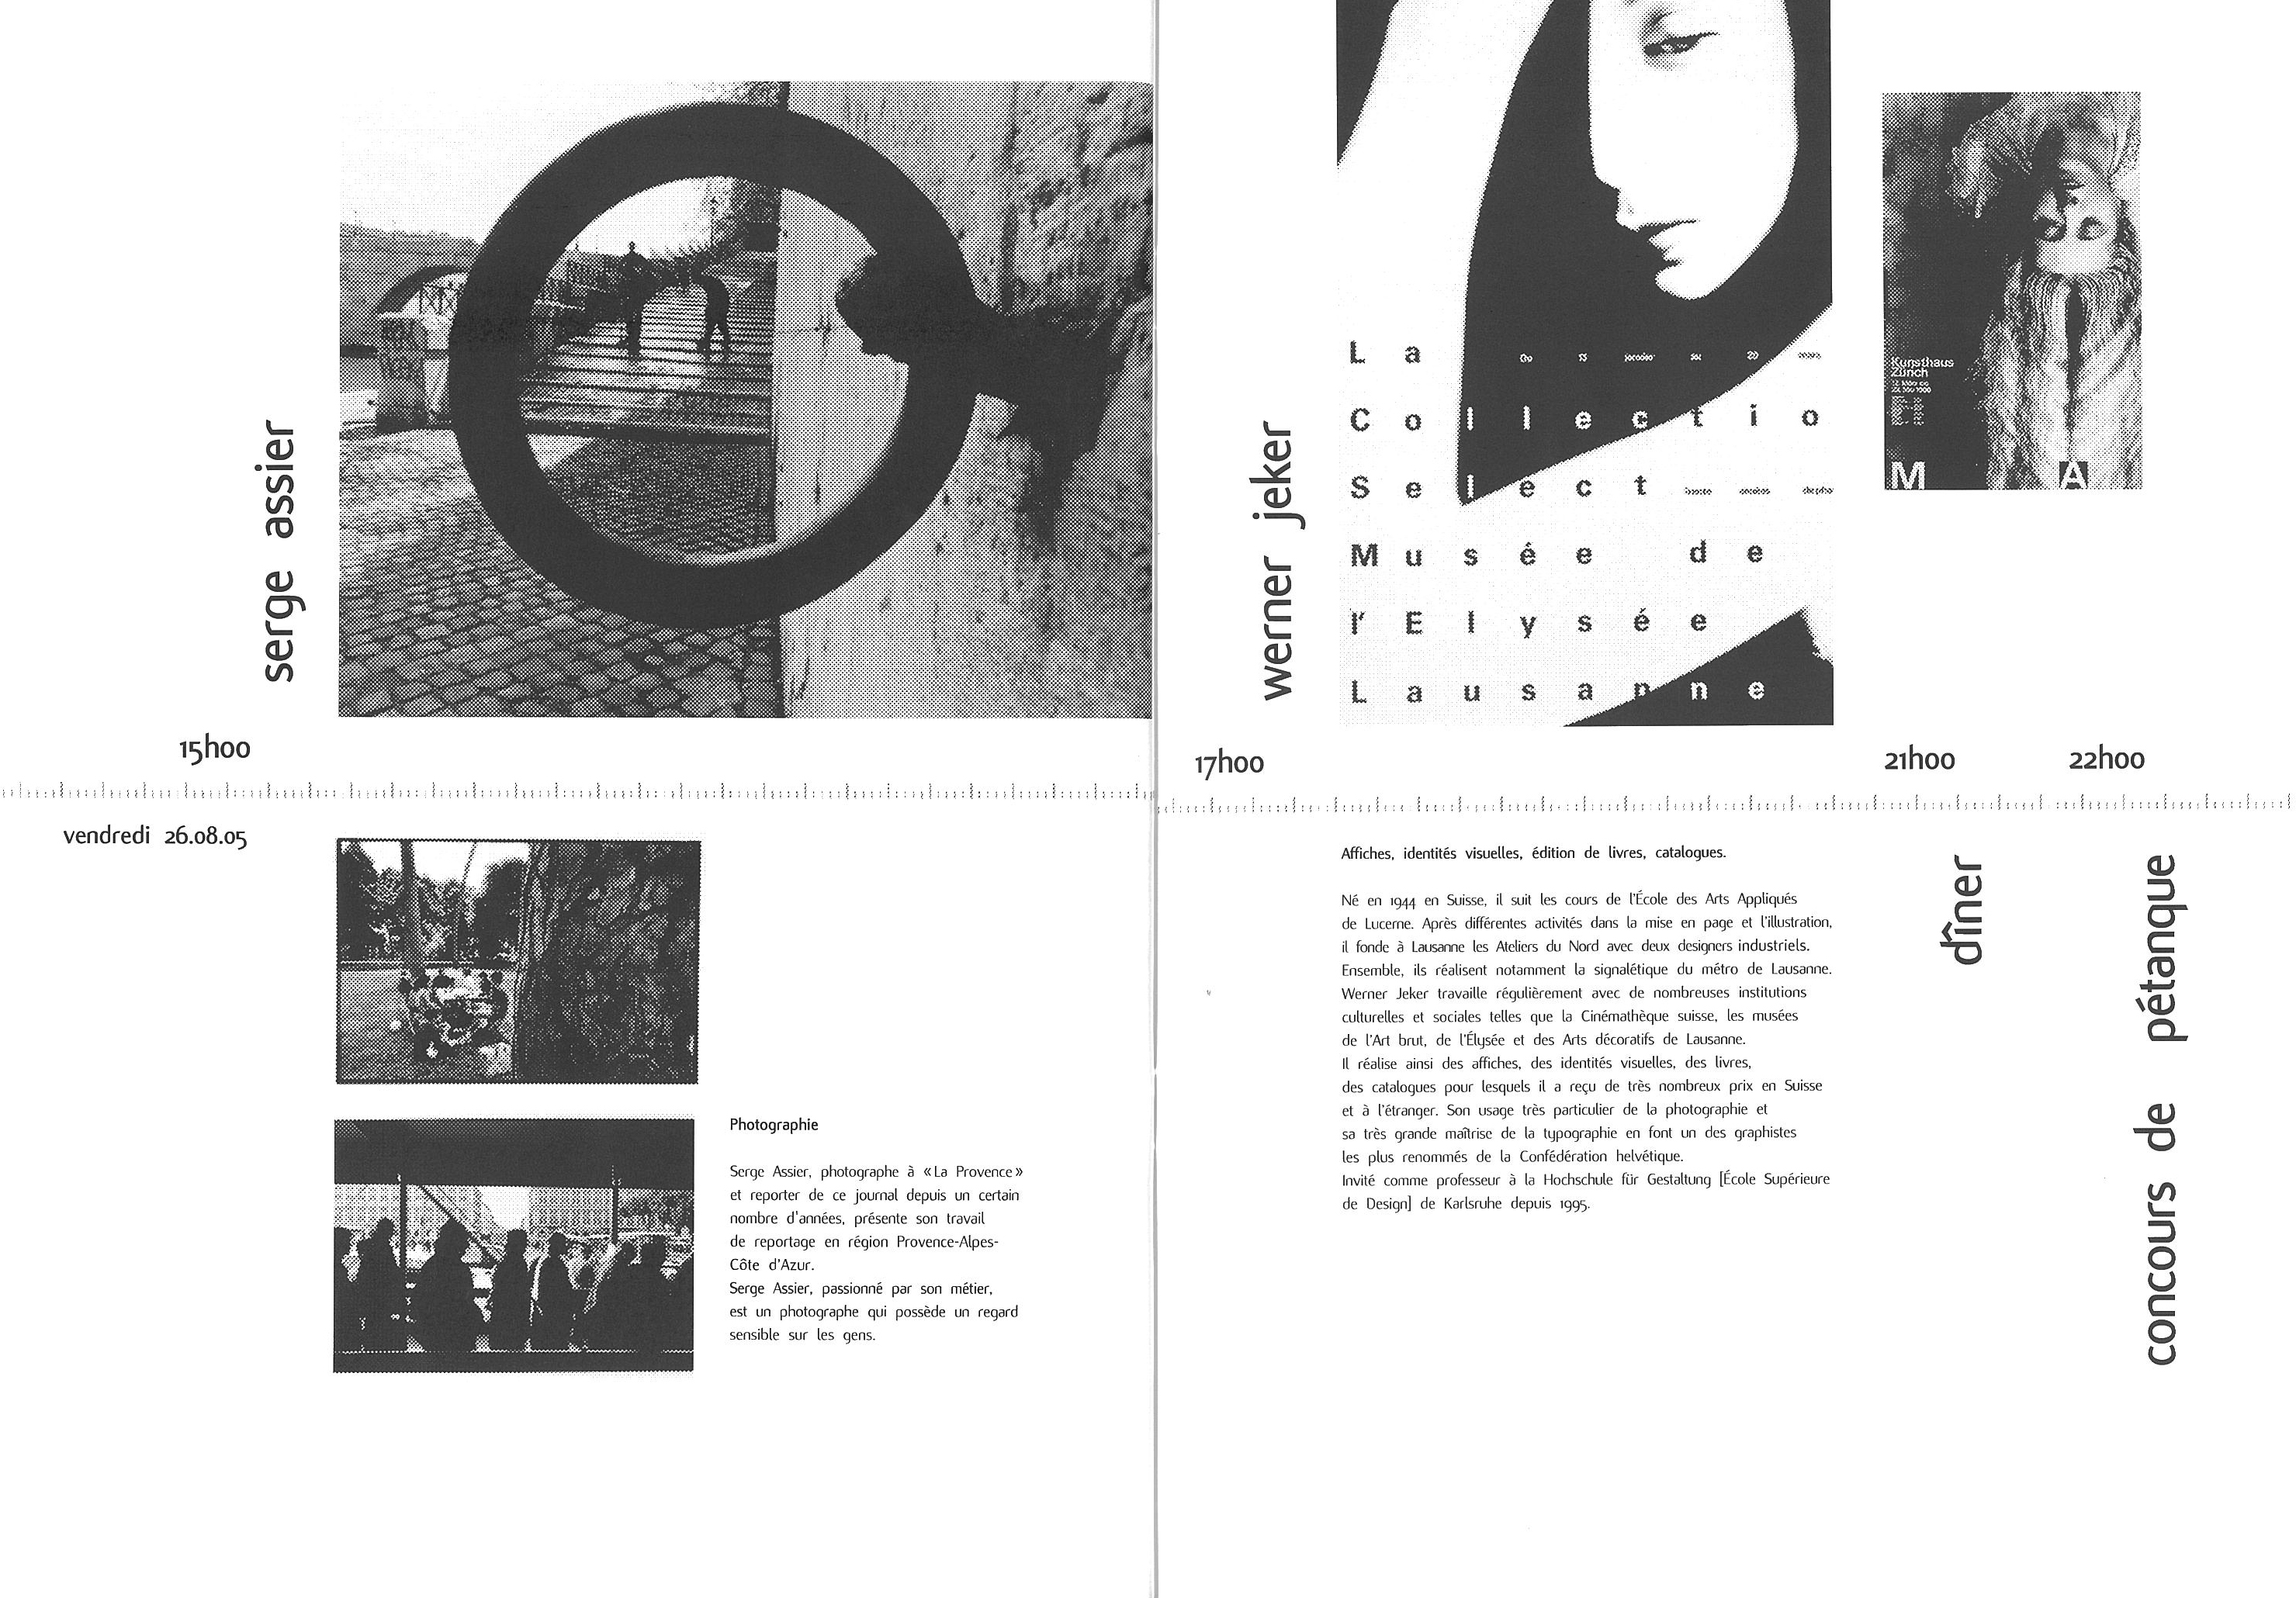 serge assier
15h00
vendredi 26.08.05
Photographie
Serge Assier, photographe à «La Provence»
et reporter de ce journal depuis un certain
nombre d'années, présente son travail
de reportage en région Provence-Alpes-
Côte d'Azur.
Serge Assier, passionné par son métier,
est un photographe qui possède un regard
sensible sur les gens.
werner jeker
La
Collectio
Select
Musée de
l'Elysée
Lausanne
Kunsthaus
Zürich
M A
17h00
21h00
22h00
Affiches, identités visuelles, édition de livres, catalogues.
Né en 1944 en Suisse, il suit les cours de l'École des Arts Appliqués
de Lucerne. Après différentes activités dans la mise en page et l'illustration,
il fonde à Lausanne les Ateliers du Nord avec deux designers industriels.
Ensemble, ils réalisent notamment la signalétique du métro de Lausanne.
Werner Jeker travaille régulièrement avec de nombreuses institutions
culturelles et sociales telles que la Cinémathèque suisse, les musées
de l'Art brut, de l'Élysée et des Arts décoratifs de Lausanne.
Il réalise ainsi des affiches, des identités visuelles, des livres,
des catalogues pour lesquels il a reçu de très nombreux prix en Suisse
et à l'étranger. Son usage très particulier de la photographie et
sa très grande maîtrise de la typographie en font un des graphistes
les plus renommés de la Confédération helvétique.
Invité comme professeur à la Hochschule für Gestaltung [École Supérieure
de Design] de Karlsruhe depuis 1995.
dîner
concours de pétanque